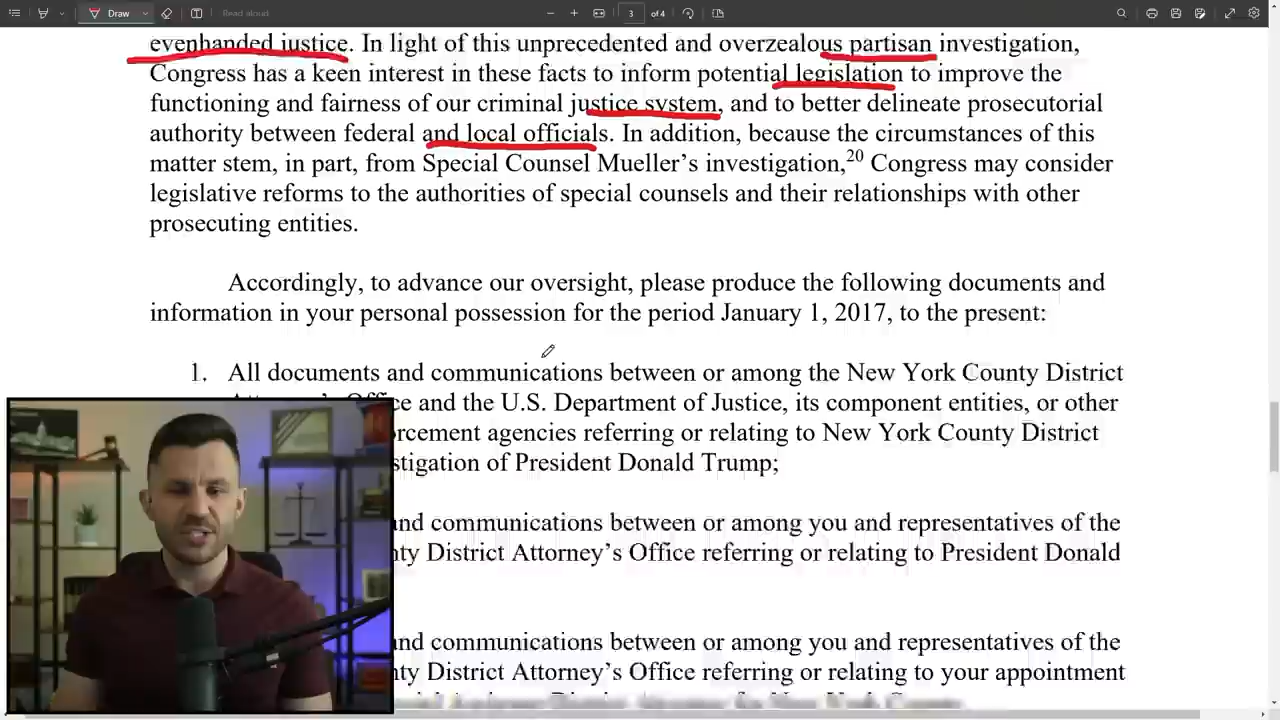 Draw
Read aloud
3 of 4
evenhanded justice. In light of this unprecedented and overzealous partisan investigation,
Congress has a keen interest in these facts to inform potential legislation to improve the
functioning and fairness of our criminal justice system, and to better delineate prosecutorial
authority between federal and local officials. In addition, because the circumstances of this
matter stem, in part, from Special Counsel Mueller’s investigation,20 Congress may consider
legislative reforms to the authorities of special counsels and their relationships with other
prosecuting entities.
Accordingly, to advance our oversight, please produce the following documents and
information in your personal possession for the period January 1, 2017, to the present:
1. All documents and communications between or among the New York County District
and the U.S. Department of Justice, its component entities, or other
agencies referring or relating to New York County District
of President Donald Trump;
and communications between or among you and representatives of the
District Attorney’s Office referring or relating to President Donald
and communications between or among you and representatives of the
District Attorney’s Office referring or relating to your appointment